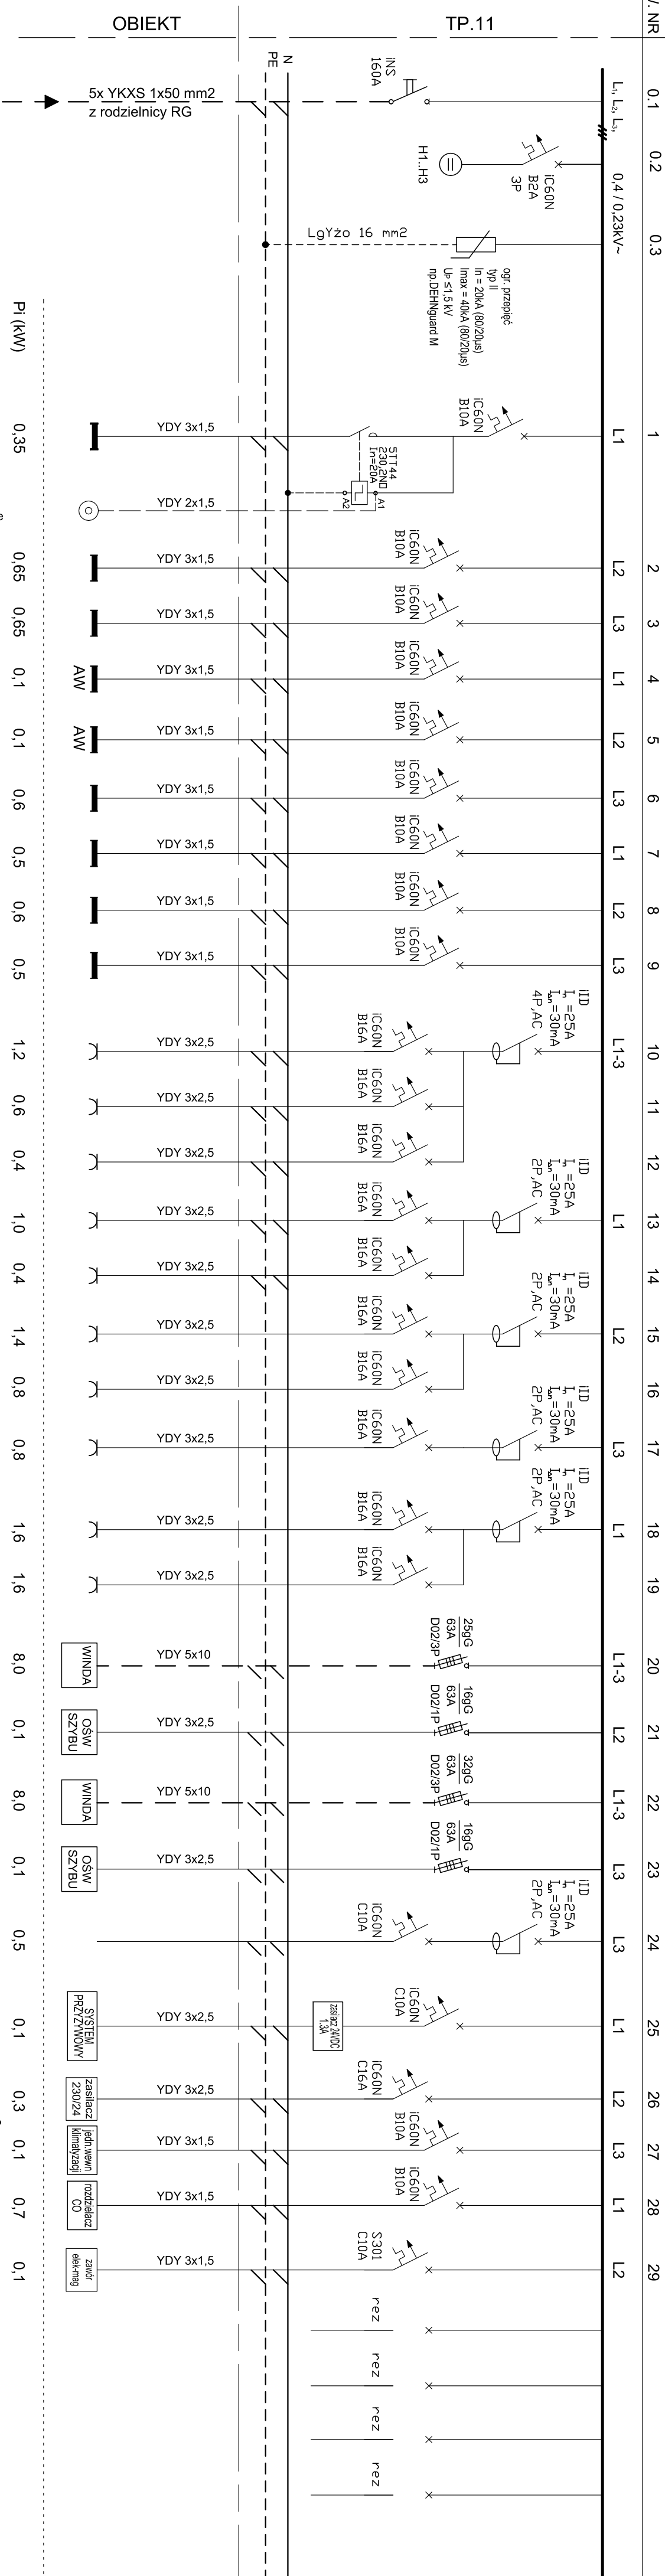 OBIEKT
TP.11
. NR
5x YKXS 1x50 mm2
z rodzielnicy RG
PE
N
iNS
160A
L1, L2, L3,
0.1
H1..H3
iC60N
B2A
3P
0.2
LgYżo 16 mm2
ogr. przepięć
typ II
In = 20kA (80/20µs)
Imax = 40kA (80/20µs)
UP ≤1,5 kV
np.DEHNguard M
0,4 / 0,23kV~
0.3
Pi (kW)
0,35
YDY 3x1,5
iC60N
B10A
L1
1
5TT44
230,2NO
In=20A
A2
A1
YDY 2x1,5
0,65
YDY 3x1,5
iC60N
B10A
L2
2
0,65
YDY 3x1,5
iC60N
B10A
L3
3
0,1
AW
YDY 3x1,5
iC60N
B10A
L1
4
0,1
AW
YDY 3x1,5
iC60N
B10A
L2
5
0,6
YDY 3x1,5
iC60N
B10A
L3
6
0,5
YDY 3x1,5
iC60N
B10A
L1
7
0,6
YDY 3x1,5
iC60N
B10A
L2
8
0,5
YDY 3x1,5
iC60N
B10A
L3
9
1,2
YDY 3x2,5
iC60N
B16A
iID
In =25A
IΔn=30mA
4P,AC
L1-3
10
0,6
YDY 3x2,5
iC60N
B16A
11
0,4
YDY 3x2,5
iC60N
B16A
12
1,0
YDY 3x2,5
iC60N
B16A
iID
In =25A
IΔn=30mA
2P,AC
L1
13
0,4
YDY 3x2,5
iC60N
B16A
14
1,4
YDY 3x2,5
iC60N
B16A
iID
In =25A
IΔn=30mA
2P,AC
L2
15
0,8
YDY 3x2,5
iC60N
B16A
16
0,8
YDY 3x2,5
iC60N
B16A
iID
In =25A
IΔn=30mA
2P,AC
L3
17
1,6
YDY 3x2,5
iC60N
B16A
iID
In =25A
IΔn=30mA
2P,AC
L1
18
1,6
YDY 3x2,5
iC60N
B16A
19
8,0
WINDA
YDY 5x10
25gG
63A
D02/3P
L1-3
20
0,1
OŚW
SZYBU
YDY 3x2,5
16gG
63A
D02/1P
L2
21
8,0
WINDA
YDY 5x10
32gG
63A
D02/3P
L1-3
22
0,1
OŚW
SZYBU
YDY 3x2,5
16gG
63A
D02/1P
L3
23
0,5
iC60N
C10A
iID
In =25A
IΔn=30mA
2P,AC
L3
24
0,1
SYSTEM
PRZYZYWOWY
YDY 3x2,5
zasilacz 24VDC
1.3A
iC60N
C10A
L1
25
0,3
zasilacz
230/24
YDY 3x2,5
iC60N
C16A
L2
26
0,1
jedn.wewn
klimatyzacji
YDY 3x1,5
iC60N
B10A
L3
27
0,7
rozdzielacz
CO
YDY 3x1,5
iC60N
B10A
L1
28
0,1
zawór
elek-mag
YDY 3x1,5
S301
C10A
L2
29
rez
rez
rez
rez